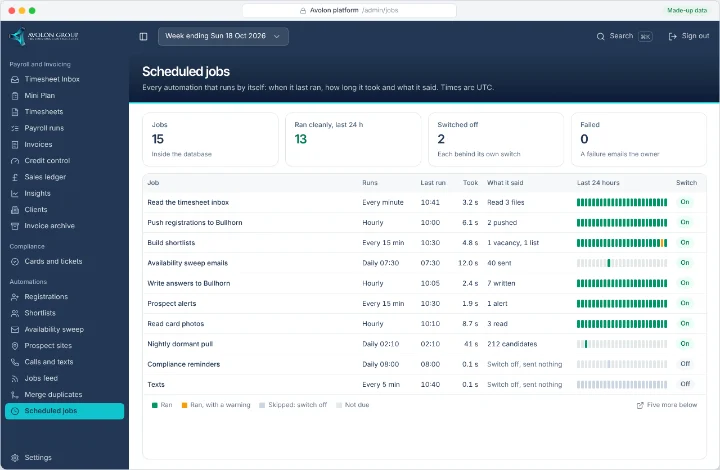 Avolon platform /admin/jobs
Made-up data
AVOLON GROUP
Week ending Sun 18 Oct 2026
Search ⌘K
Sign out
Payroll and Invoicing
Timesheet Inbox
Mini Plan
Timesheets
Payroll runs
Invoices
Credit control
Sales ledger
Insights
Clients
Invoice archive
Compliance
Cards and tickets
Automations
Registrations
Shortlists
Availability sweep
Prospect sites
Calls and texts
Jobs feed
Merge duplicates
Scheduled jobs
Settings
Scheduled jobs
Every automation that runs by itself: when it last ran, how long it took and what it said. Times are UTC.
Jobs
15
Inside the database
Ran cleanly, last 24 h
13
Switched off
2
Each behind its own switch
Failed
0
A failure emails the owner
Job Runs Last run Took What it said Last 24 hours Switch
Read the timesheet inbox Every minute 10:41 3.2 s Read 3 files On
Push registrations to Bullhorn Hourly 10:00 6.1 s 2 pushed On
Build shortlists Every 15 min 10:30 4.8 s 1 vacancy, 1 list On
Availability sweep emails Daily 07:30 07:30 12.0 s 40 sent On
Write answers to Bullhorn Hourly 10:05 2.4 s 7 written On
Prospect alerts Every 15 min 10:30 1.9 s 1 alert On
Read card photos Hourly 10:10 8.7 s 3 read On
Nightly dormant pull Daily 02:10 02:10 41 s 212 candidates On
Compliance reminders Daily 08:00 08:00 0.1 s Switch off, sent nothing Off
Texts Every 5 min 10:40 0.1 s Switch off, sent nothing Off
Ran Ran, with a warning Skipped: switch off Not due Five more below